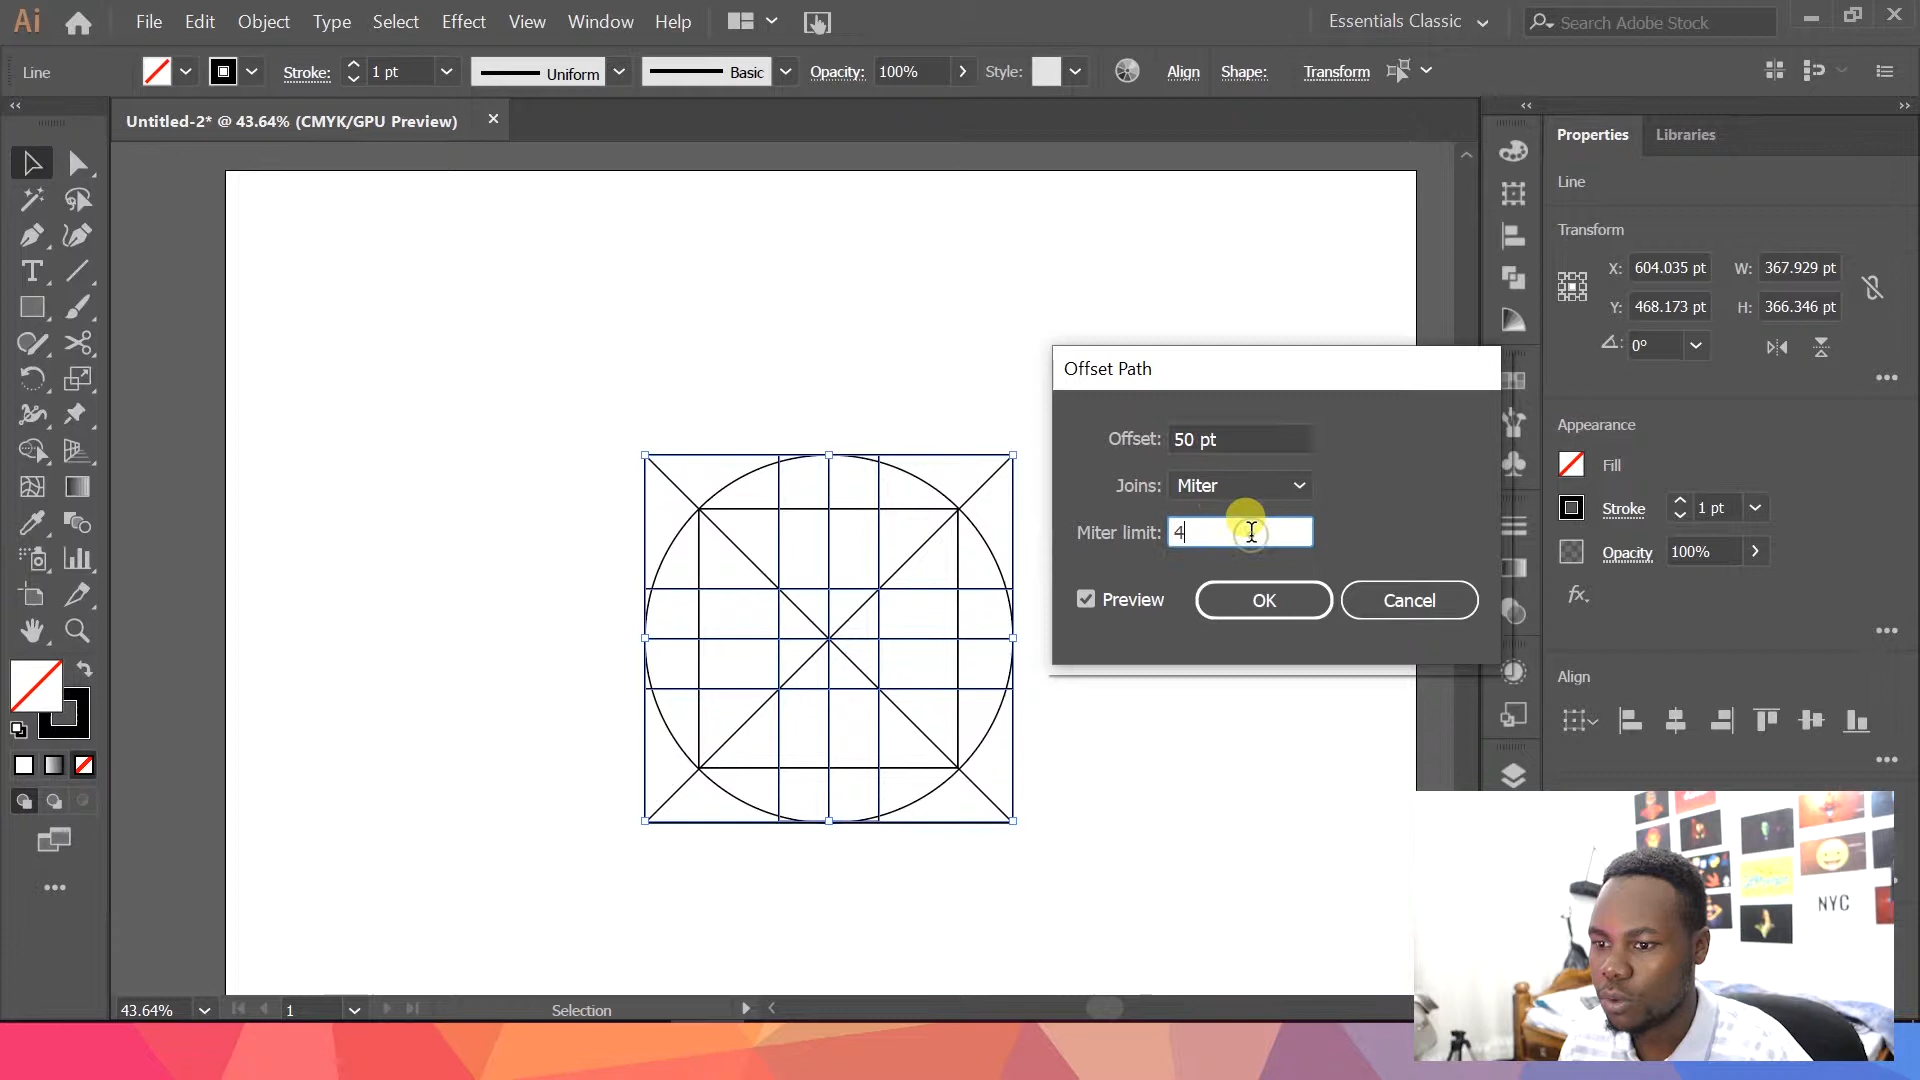 Ai File Edit Object Type Select Effect View Window Help Essentials Classic Search Adobe Stock
Line Stroke: 1 pt Uniform Basic Opacity: 100% Style: Align Shape: Transform
Untitled-2* @ 43.64% (CMYK/GPU Preview)
Properties Libraries
Line
Transform
X: 604.035 pt W: 367.929 pt
Y: 468.173 pt H: 366.346 pt
0°
Offset Path
Offset: 50 pt
Joins: Miter
Miter limit: 4
Preview OK Cancel
Appearance
Fill
Stroke 1 pt
Opacity 100%
fx.
Align
NYC
43.64% 1 Selection